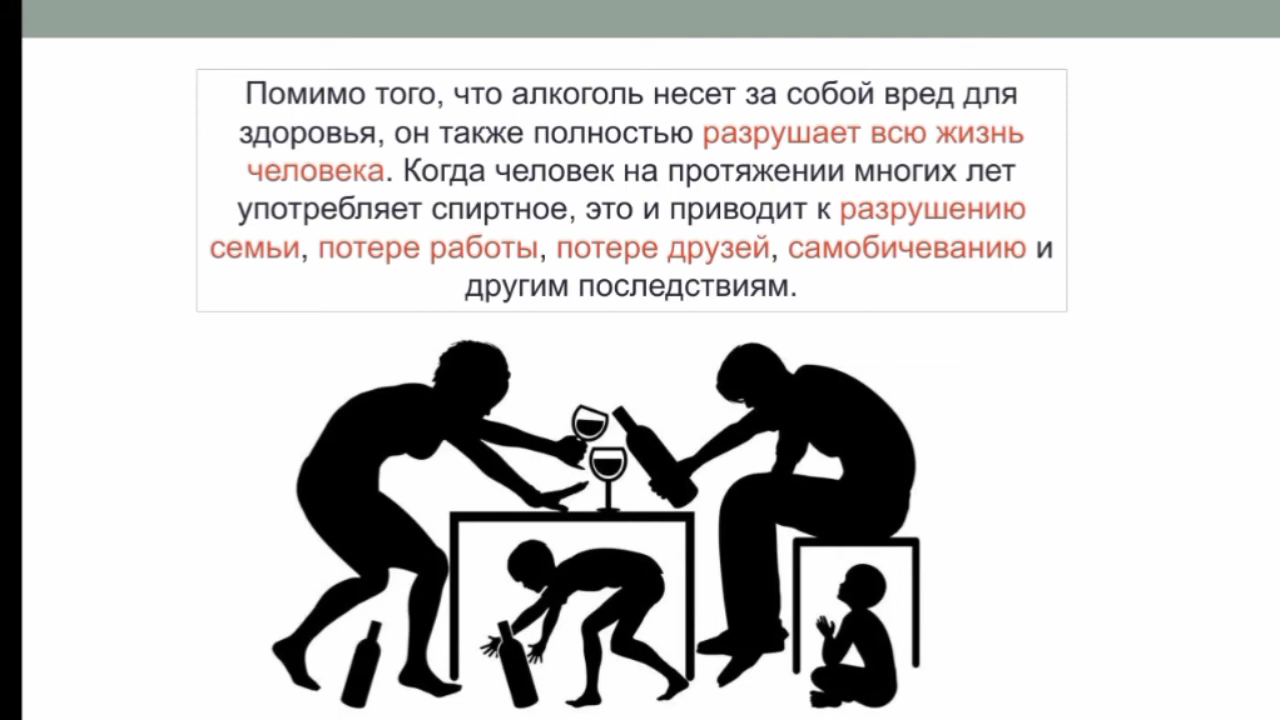 Помимо того, что алкоголь несет за собой вред для
здоровья, он также полностью разрушает всю жизнь
человека. Когда человек на протяжении многих лет
употребляет спиртное, это и приводит к разрушению
семьи, потере работы, потере друзей, самобичеванию и
другим последствиям.